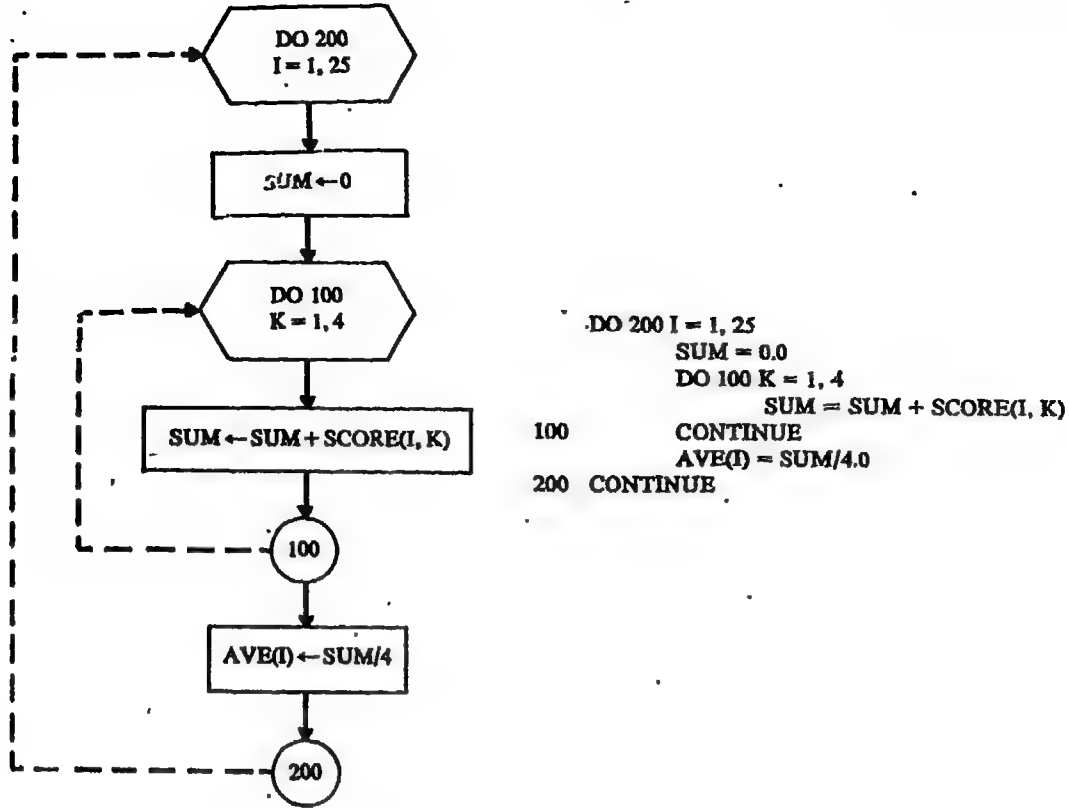 DO 200
I = 1, 25
SUM ← 0
DO 100
K = 1, 4
SUM ← SUM + SCORE(I, K)
100
AVE(I) ← SUM/4
200
DO 200 I = 1, 25
SUM = 0.0
DO 100 K = 1, 4
SUM = SUM + SCORE(I, K)
100 CONTINUE
AVE(I) = SUM/4.0
200 CONTINUE